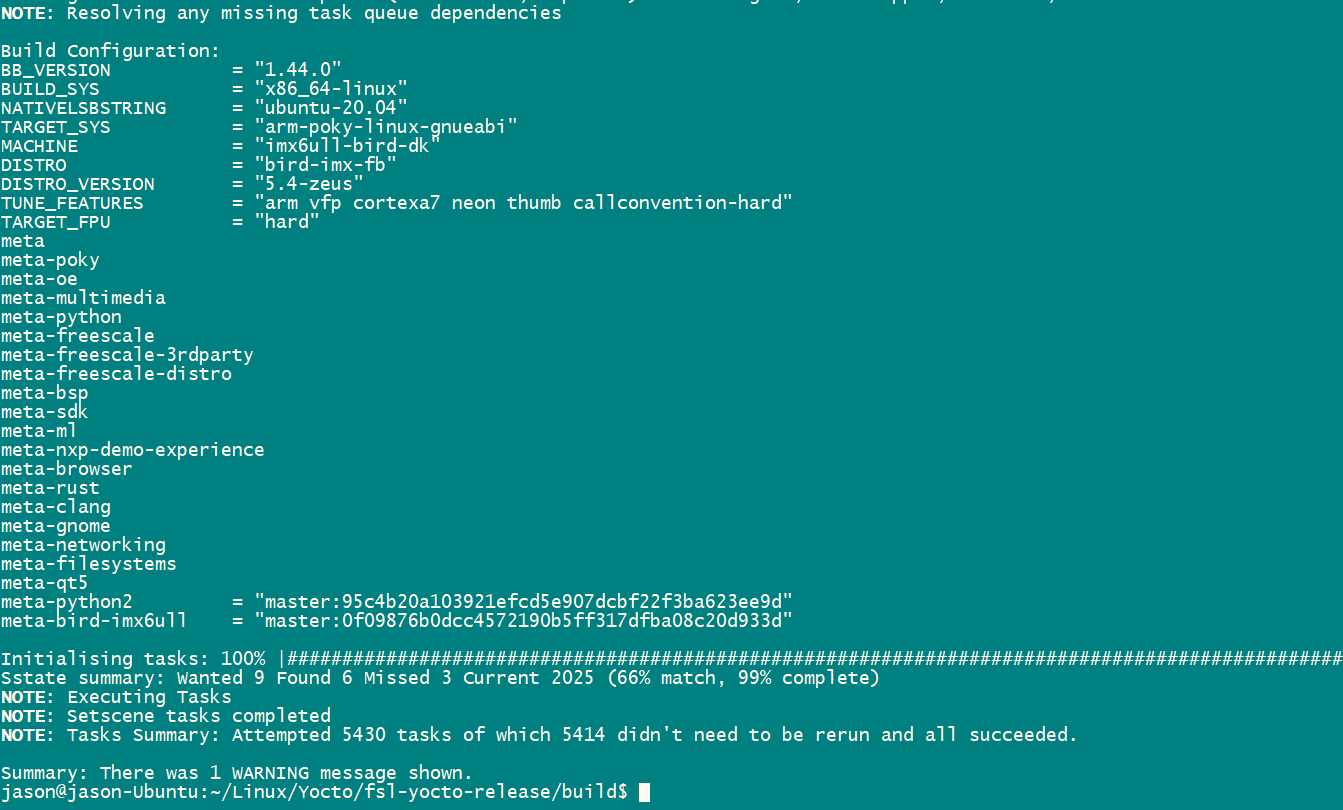 NOTE: Resolving any missing task queue dependencies
Build Configuration:
BB_VERSION           = "1.44.0"
BUILD_SYS            = "x86_64-linux"
NATIVELSBSTRING      = "ubuntu-20.04"
TARGET_SYS           = "arm-poky-linux-gnueabi"
MACHINE              = "imx6ull-bird-dk"
DISTRO               = "bird-imx-fb"
DISTRO_VERSION       = "5.4-zeus"
TUNE_FEATURES        = "arm vfp cortexa7 neon thumb callconvention-hard"
TARGET_FPU           = "hard"
meta
meta-poky
meta-oe
meta-multimedia
meta-python
meta-freescale
meta-freescale-3rdparty
meta-freescale-distro
meta-bsp
meta-sdk
meta-ml
meta-nxp-demo-experience
meta-browser
meta-rust
meta-clang
meta-gnome
meta-networking
meta-filesystems
meta-qt5
meta-python2         = "master:95c4b20a103921efcd5e907dcbf22f3ba623ee9d"
meta-bird-imx6ull    = "master:0f09876b0dcc4572190b5ff317dfba08c20d933d"
Initialising tasks: 100% |################################################################################################
Sstate summary: Wanted 9 Found 6 Missed 3 Current 2025 (66% match, 99% complete)
NOTE: Executing Tasks
NOTE: Setscene tasks completed
NOTE: Tasks Summary: Attempted 5430 tasks of which 5414 didn't need to be rerun and all succeeded.
Summary: There was 1 WARNING message shown.
jason@jason-Ubuntu:~/Linux/Yocto/fsl-yocto-release/build$